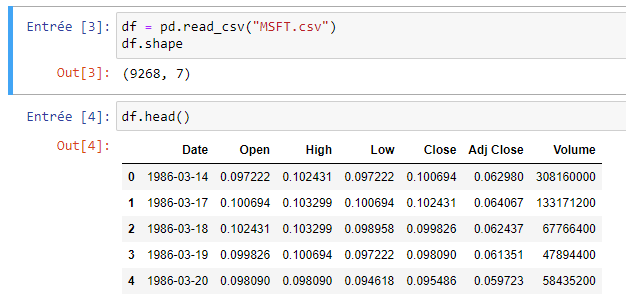 Entrée [3]: df = pd.read_csv("MSFT.csv")
df.shape
Out[3]: (9268, 7)
Entrée [4]: df.head()
Out[4]:
Date Open High Low Close Adj Close Volume
0 1986-03-14 0.097222 0.102431 0.097222 0.100694 0.062980 308160000
1 1986-03-17 0.100694 0.103299 0.100694 0.102431 0.064067 133171200
2 1986-03-18 0.102431 0.103299 0.098958 0.099826 0.062437 67766400
3 1986-03-19 0.099826 0.100694 0.097222 0.098090 0.061351 47894400
4 1986-03-20 0.098090 0.098090 0.094618 0.095486 0.059723 58435200